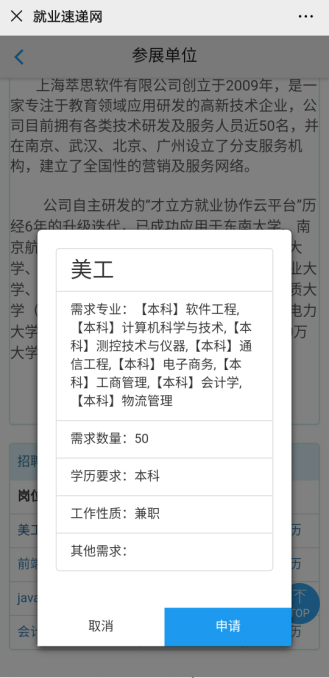 就业速递网
参展单位
上海萃思软件有限公司创立于2009年，是一
家专注于教育领域应用研发的高新技术企业，公
司目前拥有各类技术研发及服务人员近50名，并
在南京、武汉、北京、广州设立了分支服务机
构，建立了全国性的营销及服务网络。
公司自主研发的"才立方就业协作云平台"历
经6年的升级迭代，已成功应用于东南大学、南
京航 大
学、 业大
学、 质大
学（ 电力
大学 0万
大学
美工
需求专业：【本科】软件工程,
【本科】计算机科学与技术,【本
科】测控技术与仪器,【本科】通
信工程,【本科】电子商务,【本
科】工商管理,【本科】会计学,
【本科】物流管理
需求数量：50
学历要求：本科
工作性质：兼职
其他需求：
取消 申请
招聘
岗位
美工 历
前端 历
java
TOP
会计 历